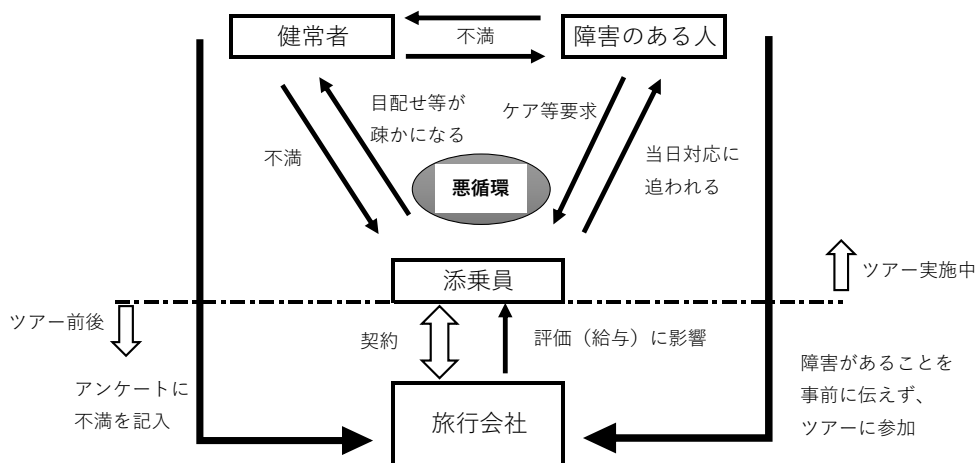 健常者
不満
障害のある人
目配せ等が
疎かになる
ケア等要求
不満
当日対応に
追われる
悪循環
添乗員
ツアー実施中
ツアー前後
契約
評価（給与）に影響
アンケートに
不満を記入
旅行会社
障害があることを
事前に伝えず、
ツアーに参加